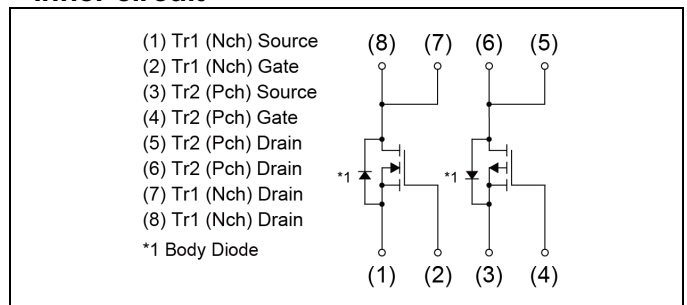 Inner circuit
(1) Tr1 (Nch) Source
(2) Tr1 (Nch) Gate
(3) Tr2 (Pch) Source
(4) Tr2 (Pch) Gate
(5) Tr2 (Pch) Drain
(6) Tr2 (Pch) Drain
(7) Tr1 (Nch) Drain
(8) Tr1 (Nch) Drain
*1 Body Diode
(8) (7) (6) (5)
*1 *1
(1) (2) (3) (4)